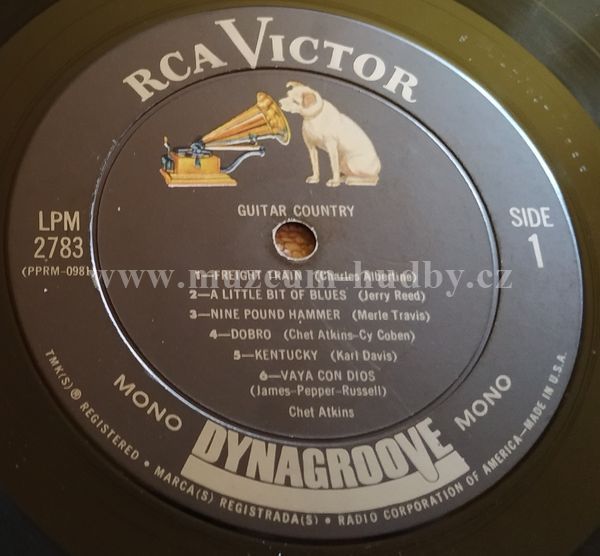 RCA VICTOR
GUITAR COUNTRY
LPM
2783
SIDE
1
www.muzeum-hudby.cz
1—FREIGHT TRAIN (Charles Albertine)
2—A LITTLE BIT OF BLUES (Jerry Reed)
3—NINE POUND HAMMER (Merle Travis)
4—DOBRO (Chet Atkins-Cy Coben)
5—KENTUCKY (Karl Davis)
6—VAYA CON DIOS
(James-Pepper-Russell)
Chet Atkins
MONO
DYNAGROOVE
MONO
TMK(S) ® REGISTERED • MARCA(S) REGISTRADA(S) • RADIO CORPORATION OF AMERICA—MADE IN U.S.A.